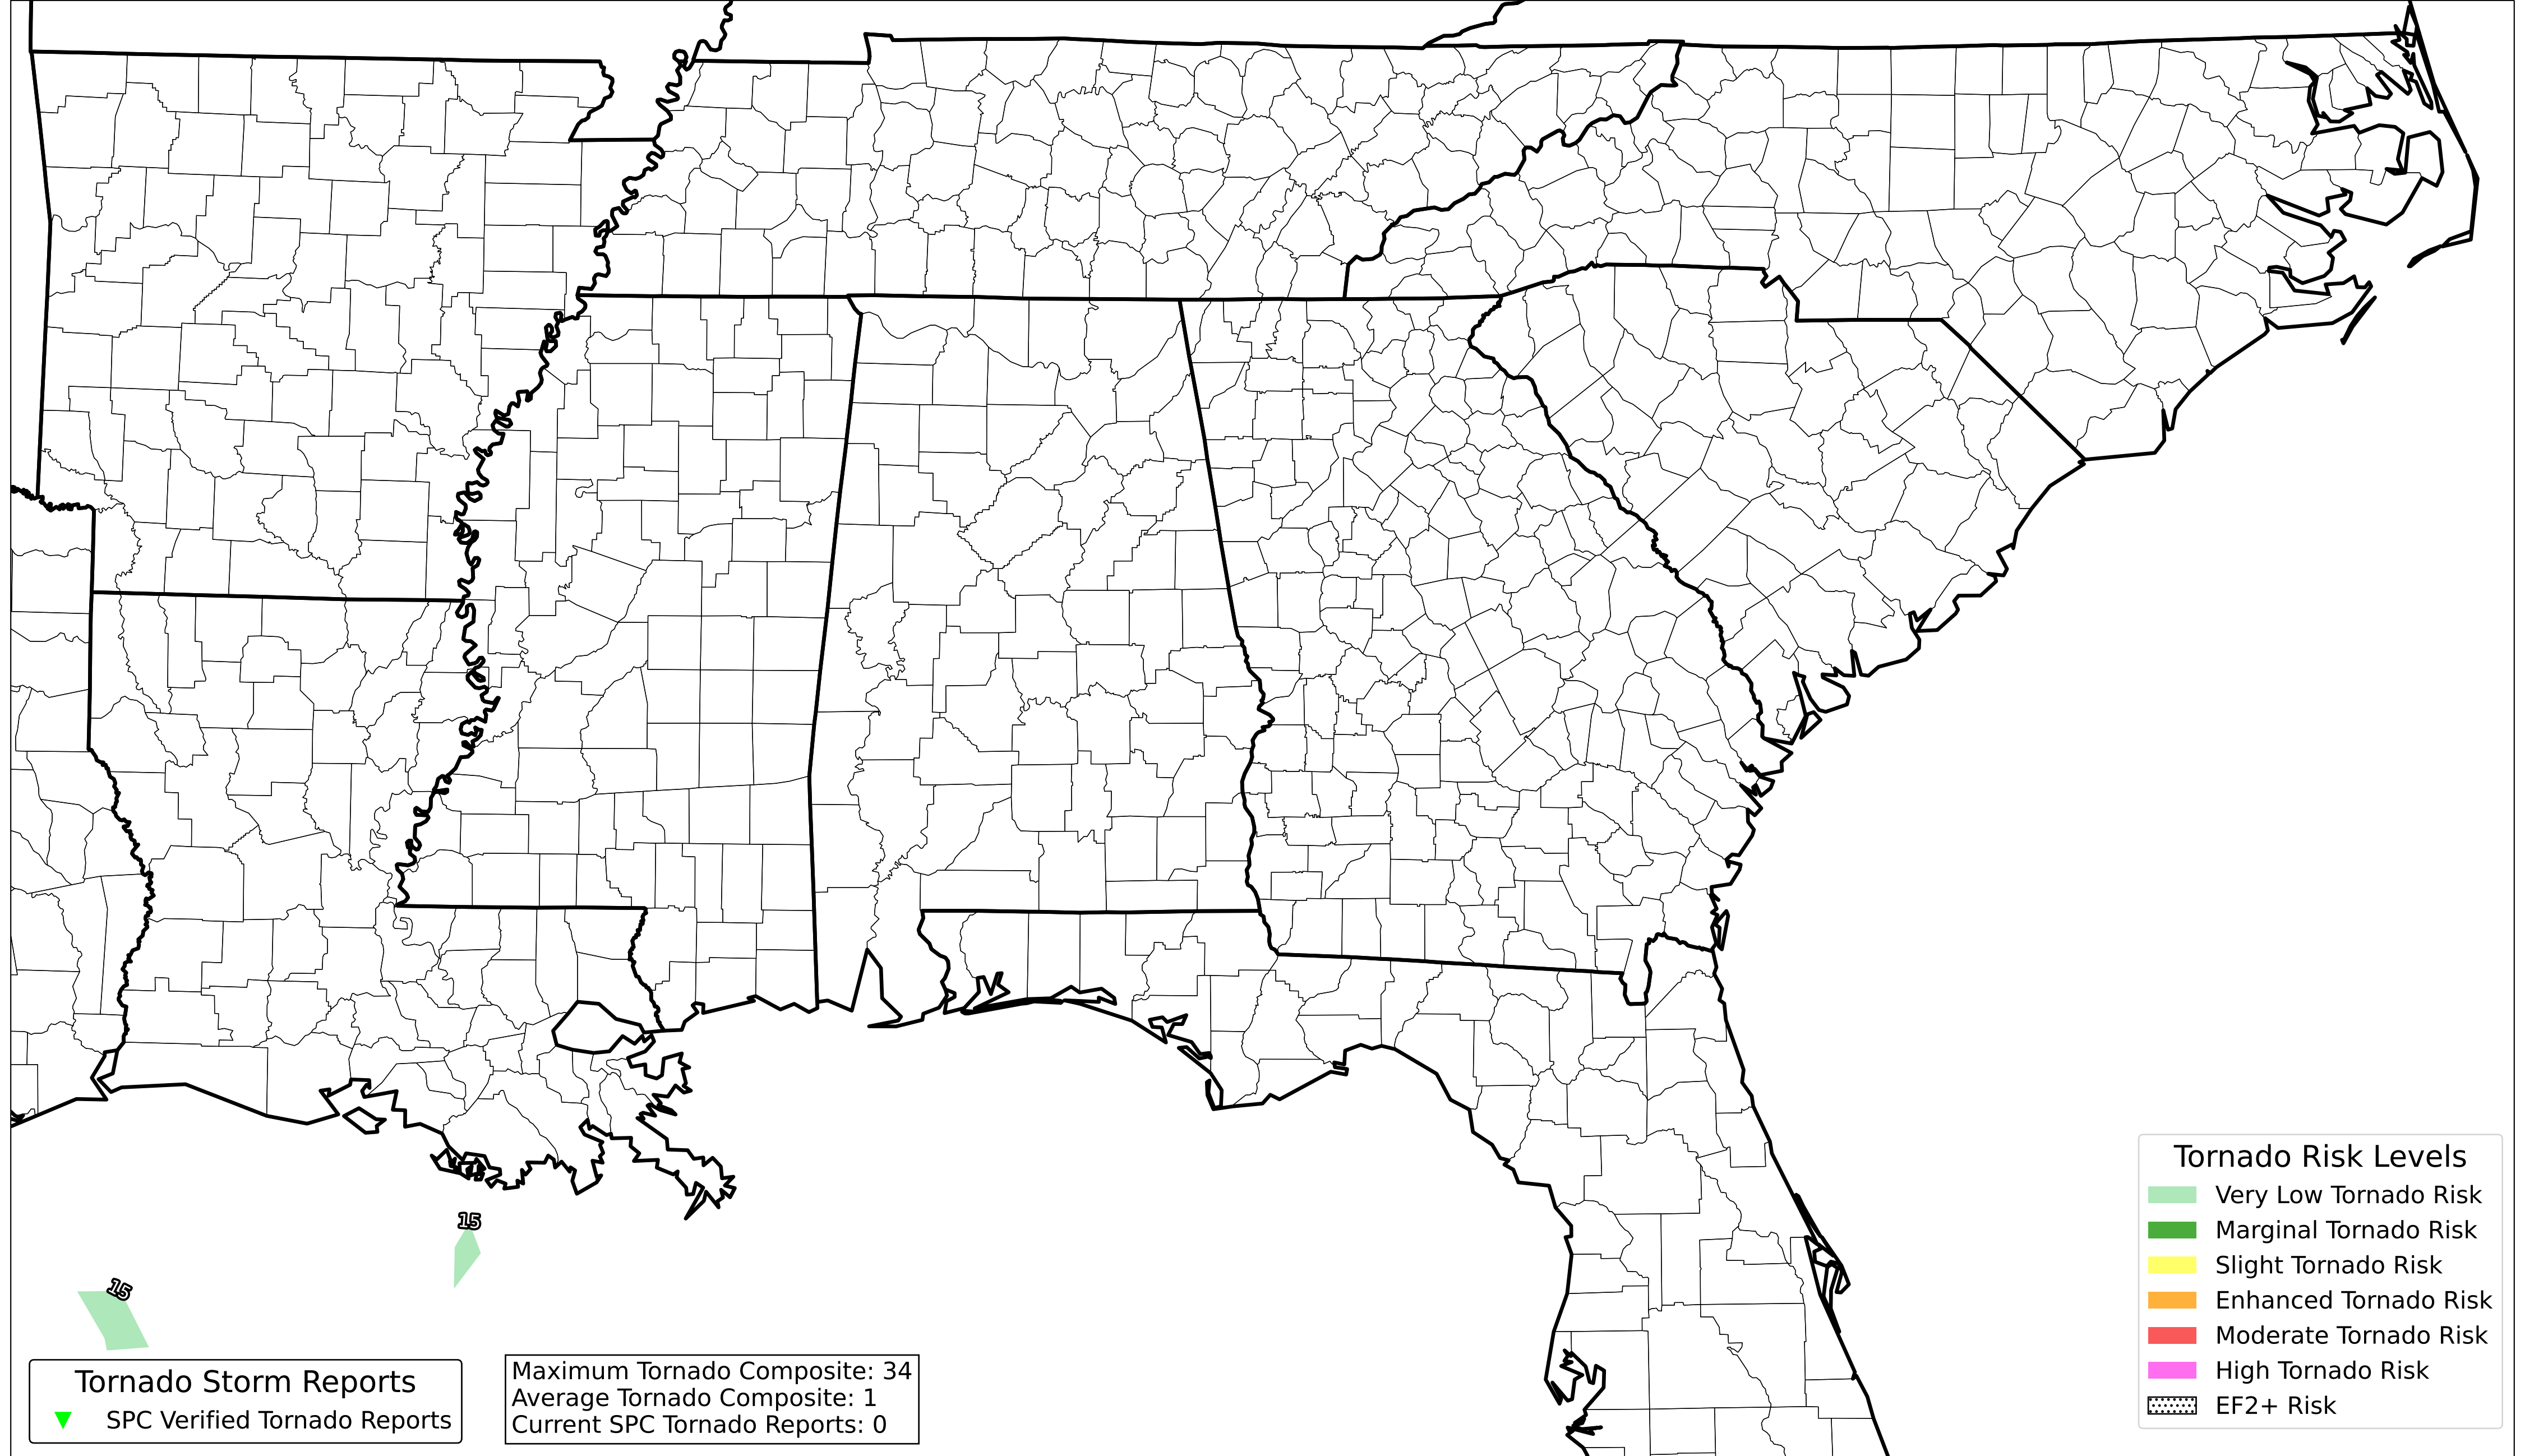 15
15
Tornado Storm Reports
SPC Verified Tornado Reports
Maximum Tornado Composite: 34
Average Tornado Composite: 1
Current SPC Tornado Reports: 0
Tornado Risk Levels
Very Low Tornado Risk
Marginal Tornado Risk
Slight Tornado Risk
Enhanced Tornado Risk
Moderate Tornado Risk
High Tornado Risk
EF2+ Risk